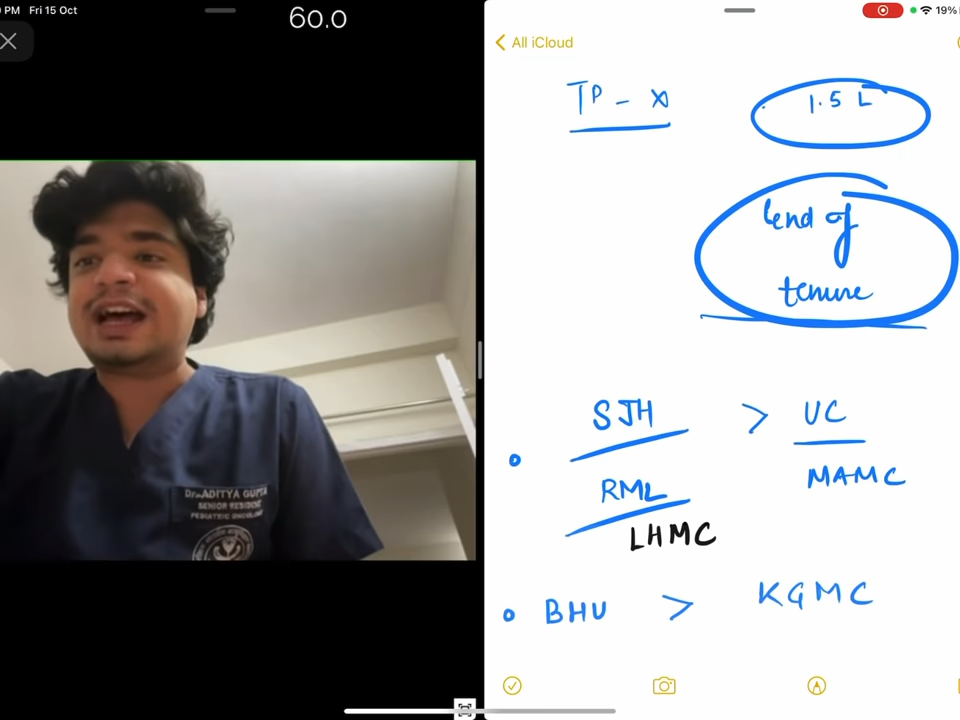 PM Fri 15 Oct
60.0
19%
All iCloud
TP - x
1.5 L
end of
tenure
SJH > UC
RML MAMC
LHMC
BHU > KGMC
DR. ADITYA GUPTA
SENIOR RESIDENT
PEDIATRIC ONCOLOGY